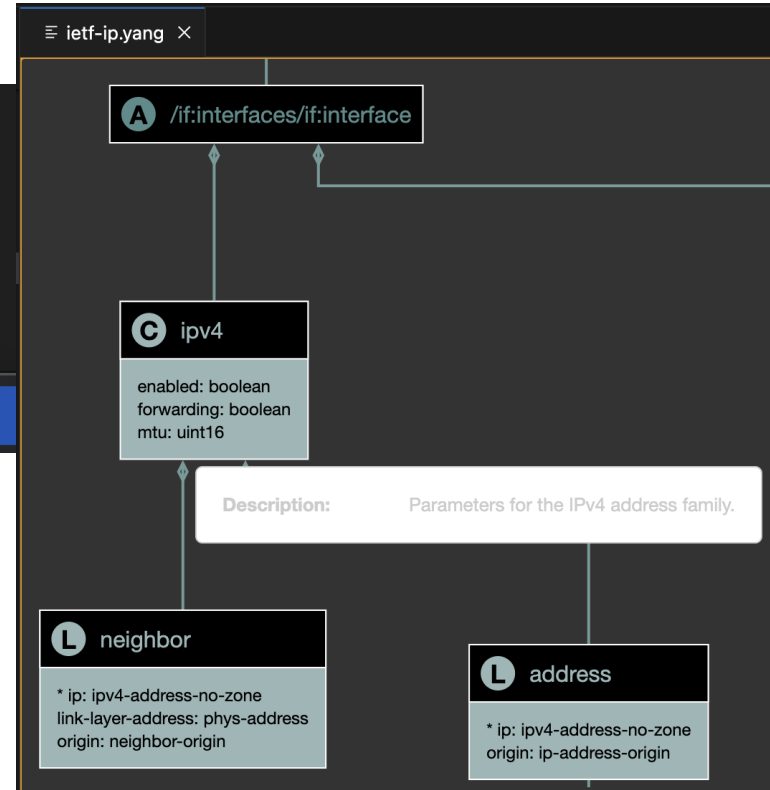 ietf-ip.yang
A /if:interfaces/if:interface
C ipv4
enabled: boolean
forwarding: boolean
mtu: uint16
Description: Parameters for the IPv4 address family.
L neighbor
* ip: ipv4-address-no-zone
link-layer-address: phys-address
origin: neighbor-origin
L address
* ip: ipv4-address-no-zone
origin: ip-address-origin